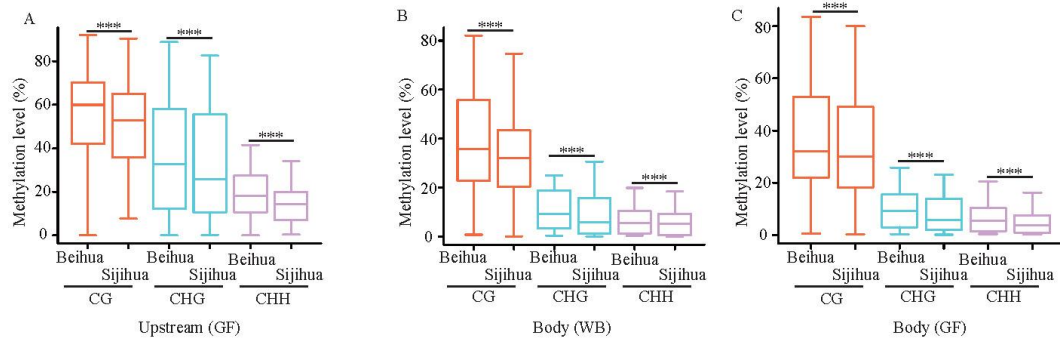 A
Methylation level (%)
80
60
40
20
0
***
***
***
Beihua
Sijihua
Beihua
Sijihua
Beihua
Sijihua
CG
CHG
CHH
Upstream (GF)
B
Methylation level (%)
80
60
40
20
0
***
***
***
Beihua
Sijihua
Beihua
Sijihua
Beihua
Sijihua
CG
CHG
CHH
Body (WB)
C
Methylation level (%)
80
60
40
20
0
***
***
***
Beihua
Sijihua
Beihua
Sijihua
Beihua
Sijihua
CG
CHG
CHH
Body (GF)